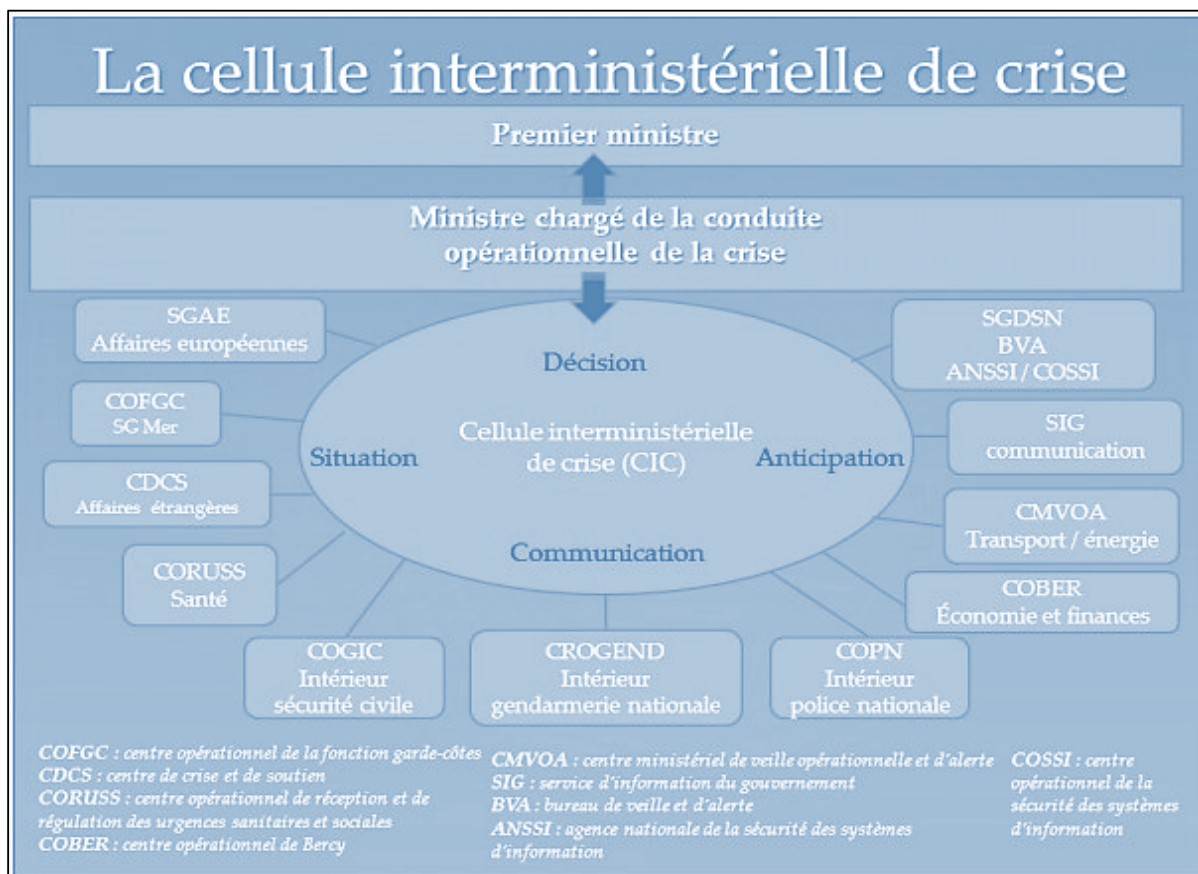 La cellule interministérielle de crise
Premier ministre
Ministre chargé de la conduite
opérationnelle de la crise
SGAE
Affaires européennes
COFGC
SG Mer
CDCS
Affaires étrangères
CORUSS
Santé
Décision
Situation
Cellule interministérielle
de crise (CIC)
Anticipation
Communication
SGDSN
BVA
ANSSI / COSSI
SIG
communication
CMVOA
Transport / énergie
COBER
Économie et finances
COGIC
Intérieur
sécurité civile
CROGEND
Intérieur
gendarmerie nationale
COPN
Intérieur
police nationale
COFGC : centre opérationnel de la fonction garde-côtes
CDCS : centre de crise et de soutien
CORUSS : centre opérationnel de réception et de
régulation des urgences sanitaires et sociales
COBER : centre opérationnel de Bercy
CMVOA : centre ministériel de veille opérationnelle et d'alerte
SIG : service d'information du gouvernement
BVA : bureau de veille et d'alerte
ANSSI : agence nationale de la sécurité des systèmes
d'information
COSSI : centre
opérationnel de la
sécurité des systèmes
d'information